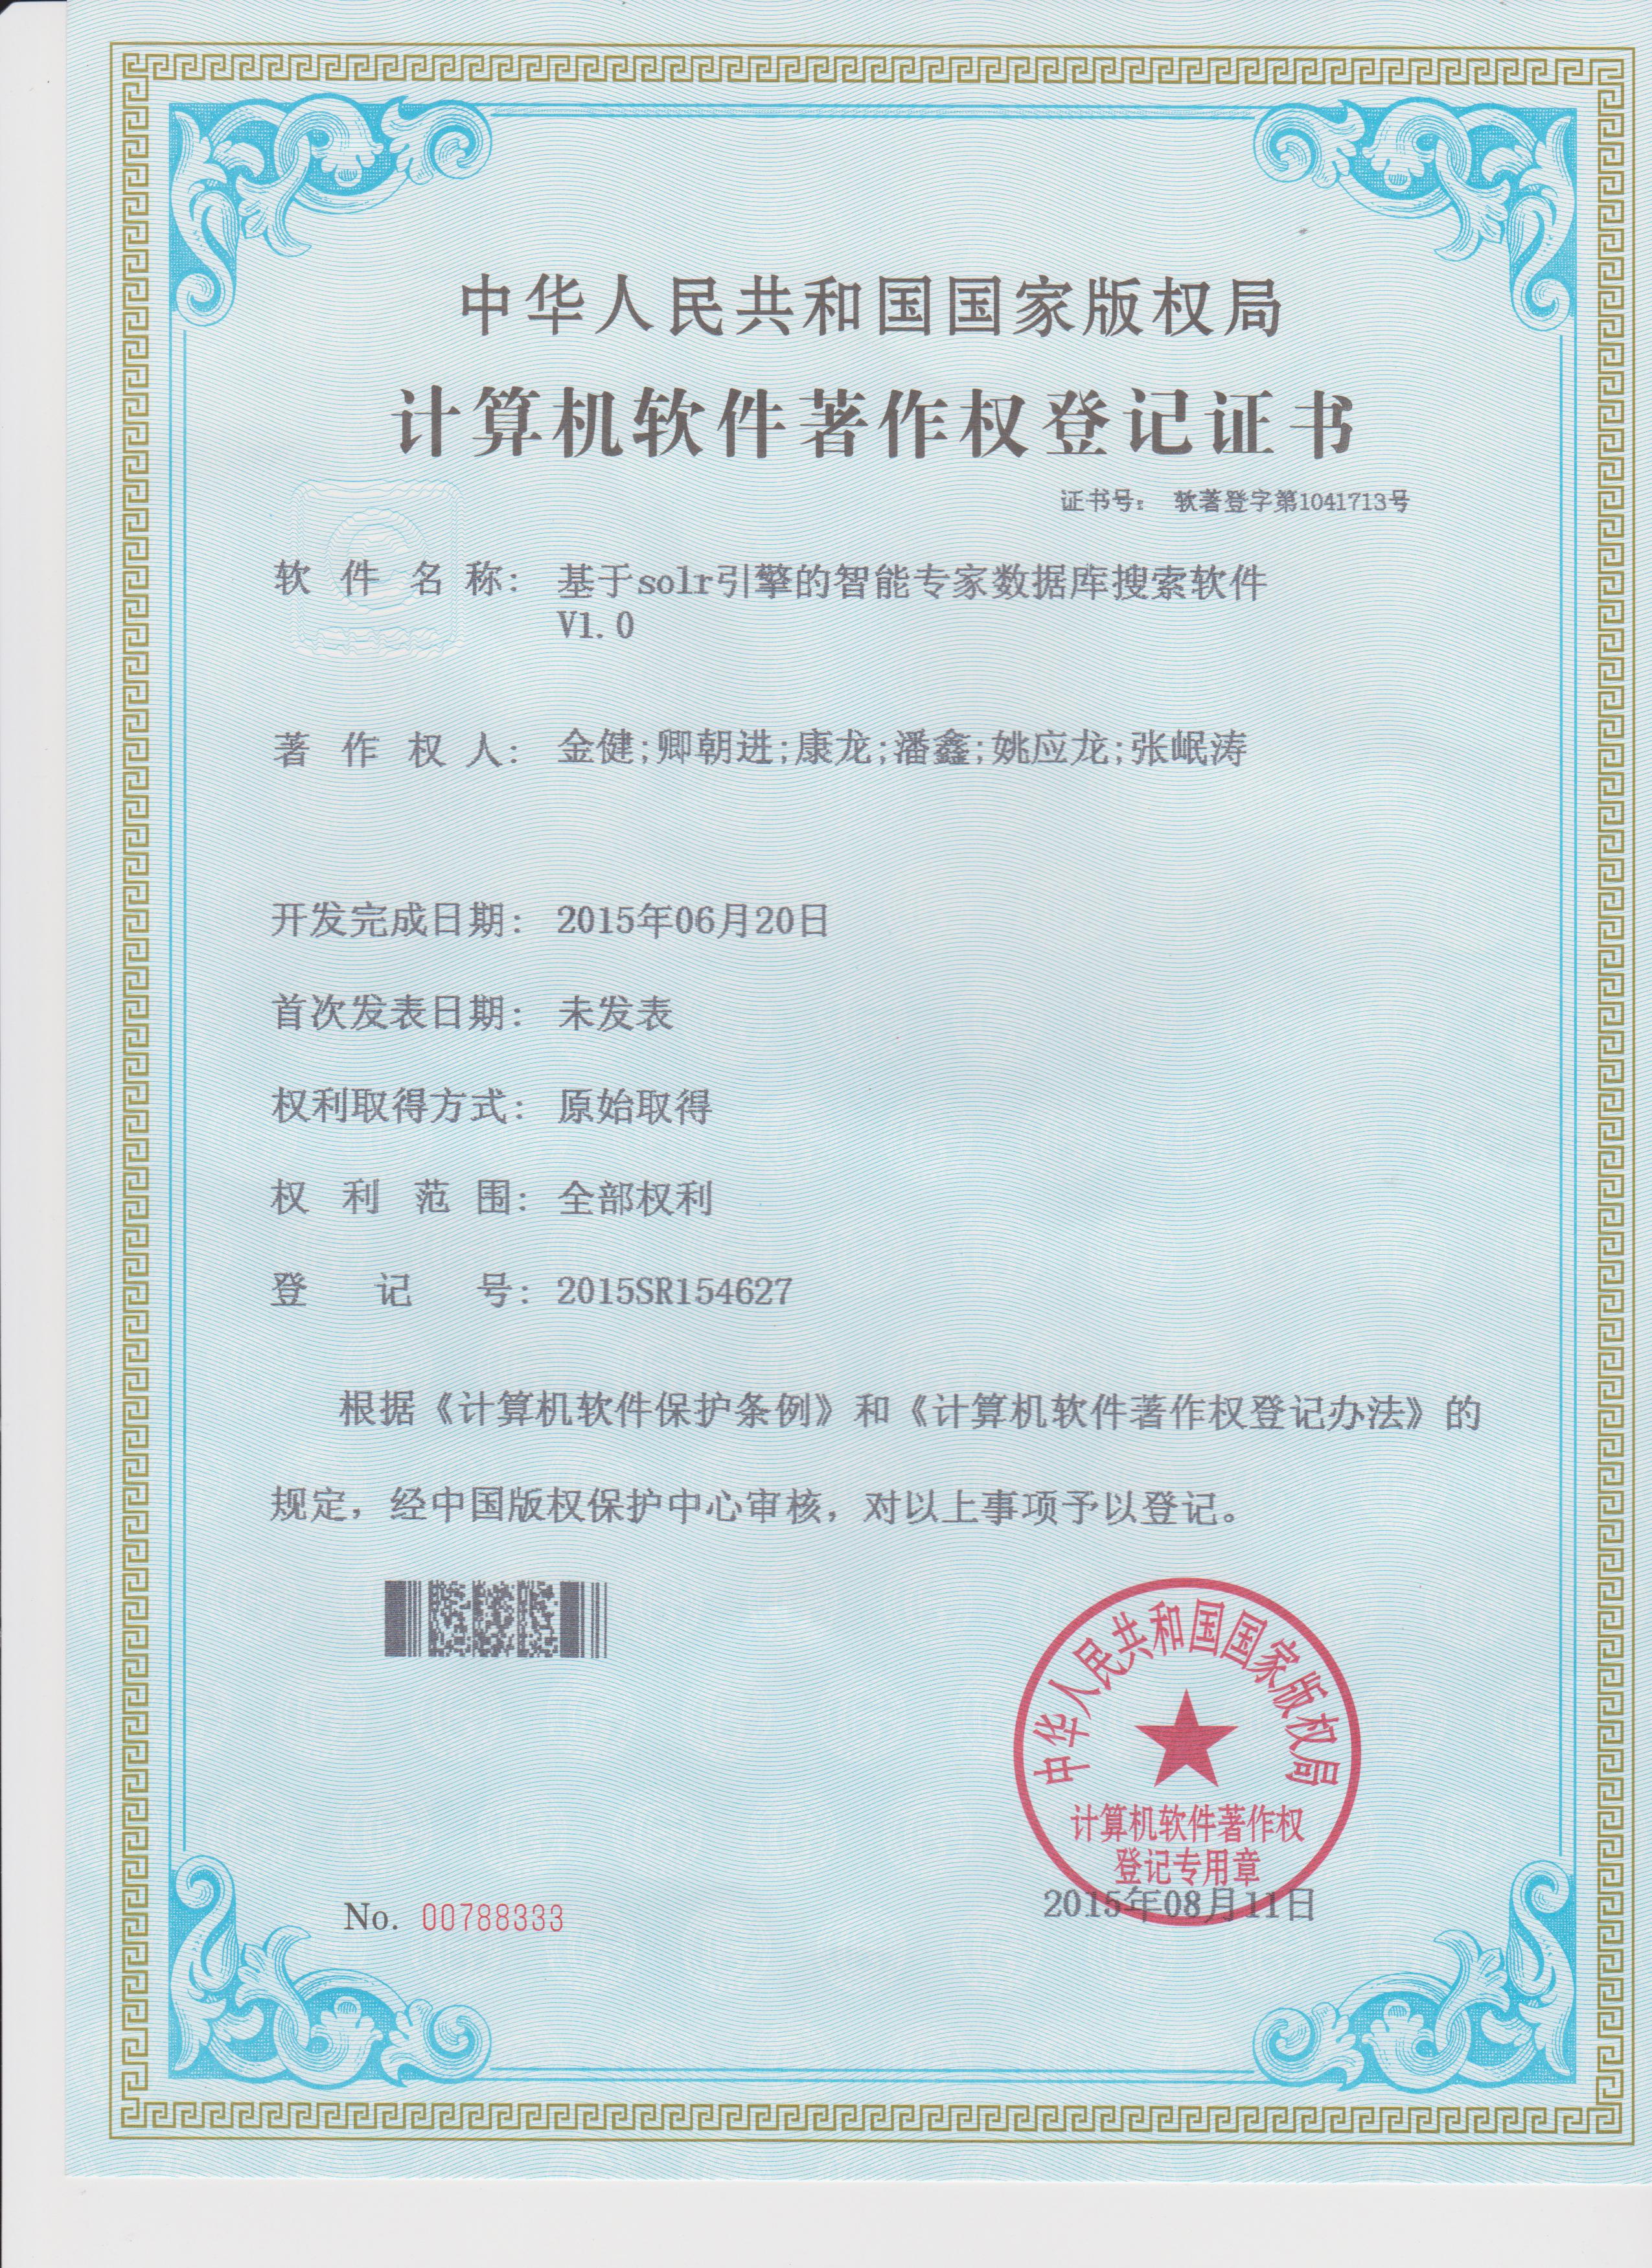 中华人民共和国国家版权局
计算机软件著作权登记证书
证书号： 软著登字第1041713号
软件名称： 基于solr引擎的智能专家数据库搜索软件
V1.0
著作权人： 金健;卿朝进;康龙;潘鑫;姚应龙;张岷涛
开发完成日期： 2015年06月20日
首次发表日期： 未发表
权利取得方式： 原始取得
权利范围： 全部权利
登记号： 2015SR154627
根据《计算机软件保护条例》和《计算机软件著作权登记办法》的
规定，经中国版权保护中心审核，对以上事项予以登记。
中华人民共和国国家版权局
计算机软件著作权
登记专用章
No. 00788333
2015年08月11日